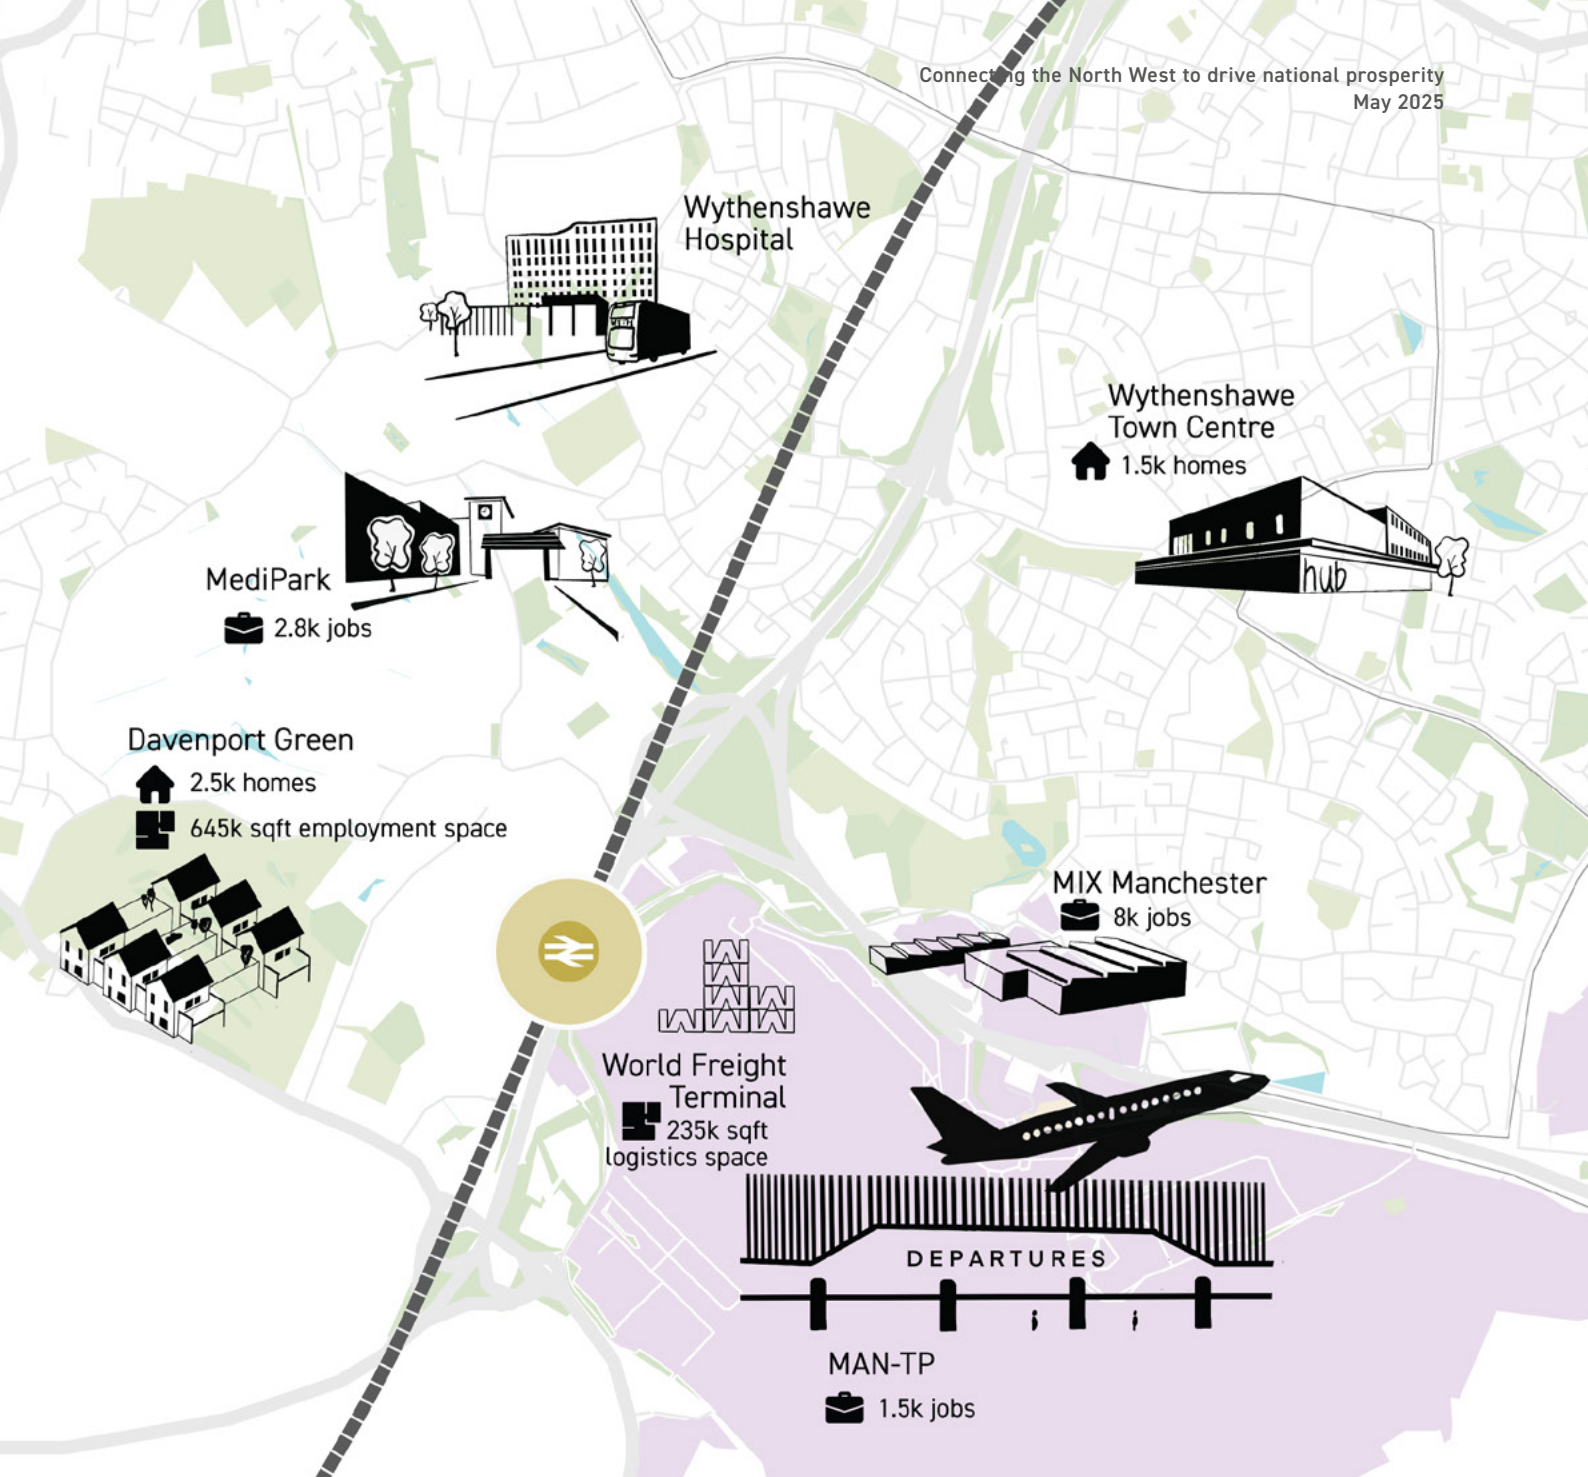 Connecting the North West to drive national prosperity
May 2025
Wythenshawe
Hospital
Wythenshawe
Town Centre
1.5k homes
hub
MediPark
2.8k jobs
Davenport Green
2.5k homes
645k sqft employment space
MIX Manchester
8k jobs
World Freight
Terminal
235k sqft
logistics space
DEPARTURES
MAN-TP
1.5k jobs